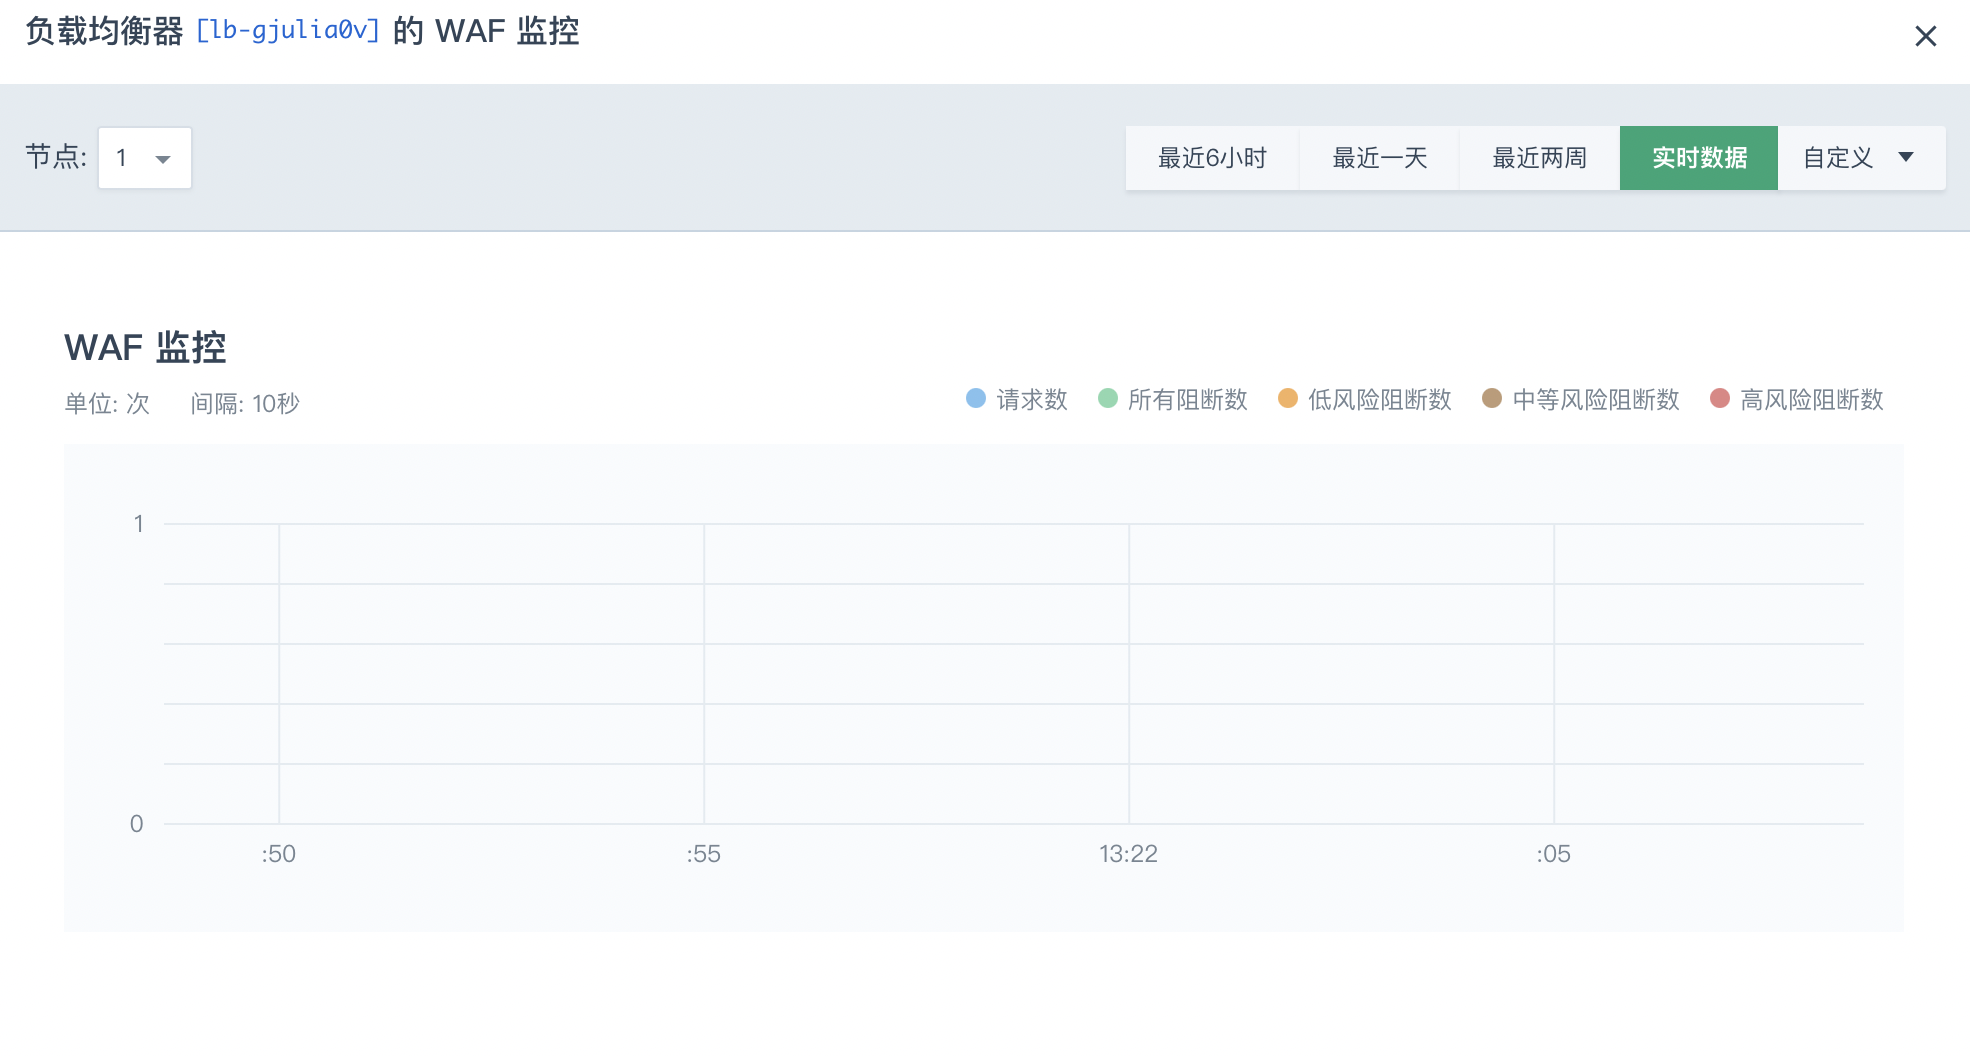 负载均衡器 [lb-gjulia0v] 的 WAF 监控
节点: 1
最近6小时 最近一天 最近两周 实时数据 自定义
WAF 监控
单位: 次 间隔: 10秒
请求数 所有阻断数 低风险阻断数 中等风险阻断数 高风险阻断数
1
0
:50 :55 13:22 :05